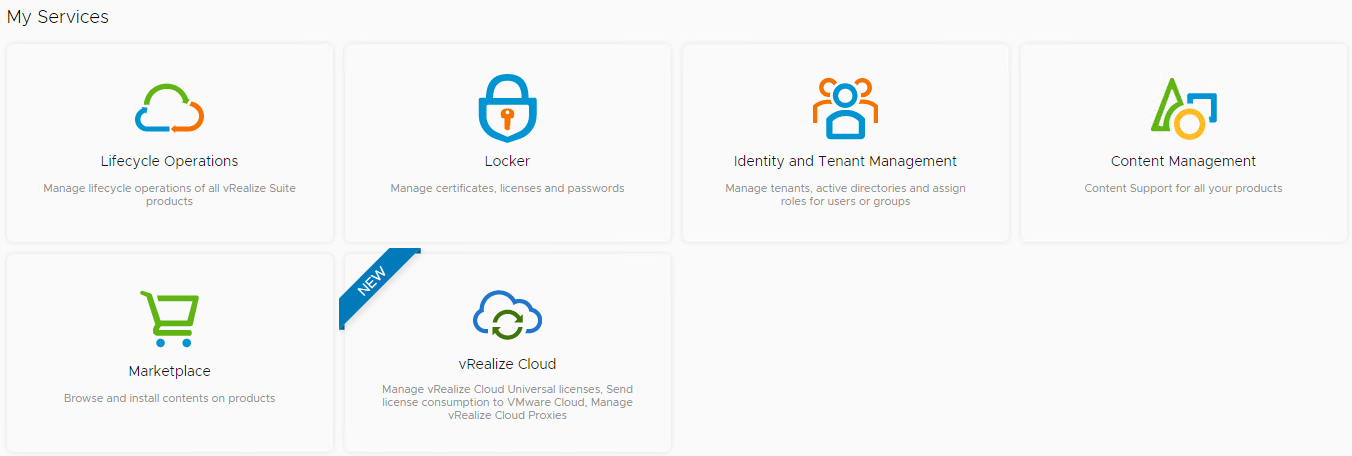 My Services
Lifecycle Operations
Manage lifecycle operations of all vRealize Suite
products
Locker
Manage certificates, licenses and passwords
Identity and Tenant Management
Manage tenants, active directories and assign
roles for users or groups
Content Management
Content Support for all your products
Marketplace
Browse and install contents on products
NEW
vRealize Cloud
Manage vRealize Cloud Universal licenses, Send
license consumption to VMware Cloud, Manage
vRealize Cloud Proxies